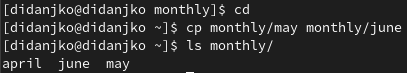 [didanjko@didanjko monthly]$ cd
[didanjko@didanjko ~]$ cp monthly/may monthly/june
[didanjko@didanjko ~]$ ls monthly/
april  june  may